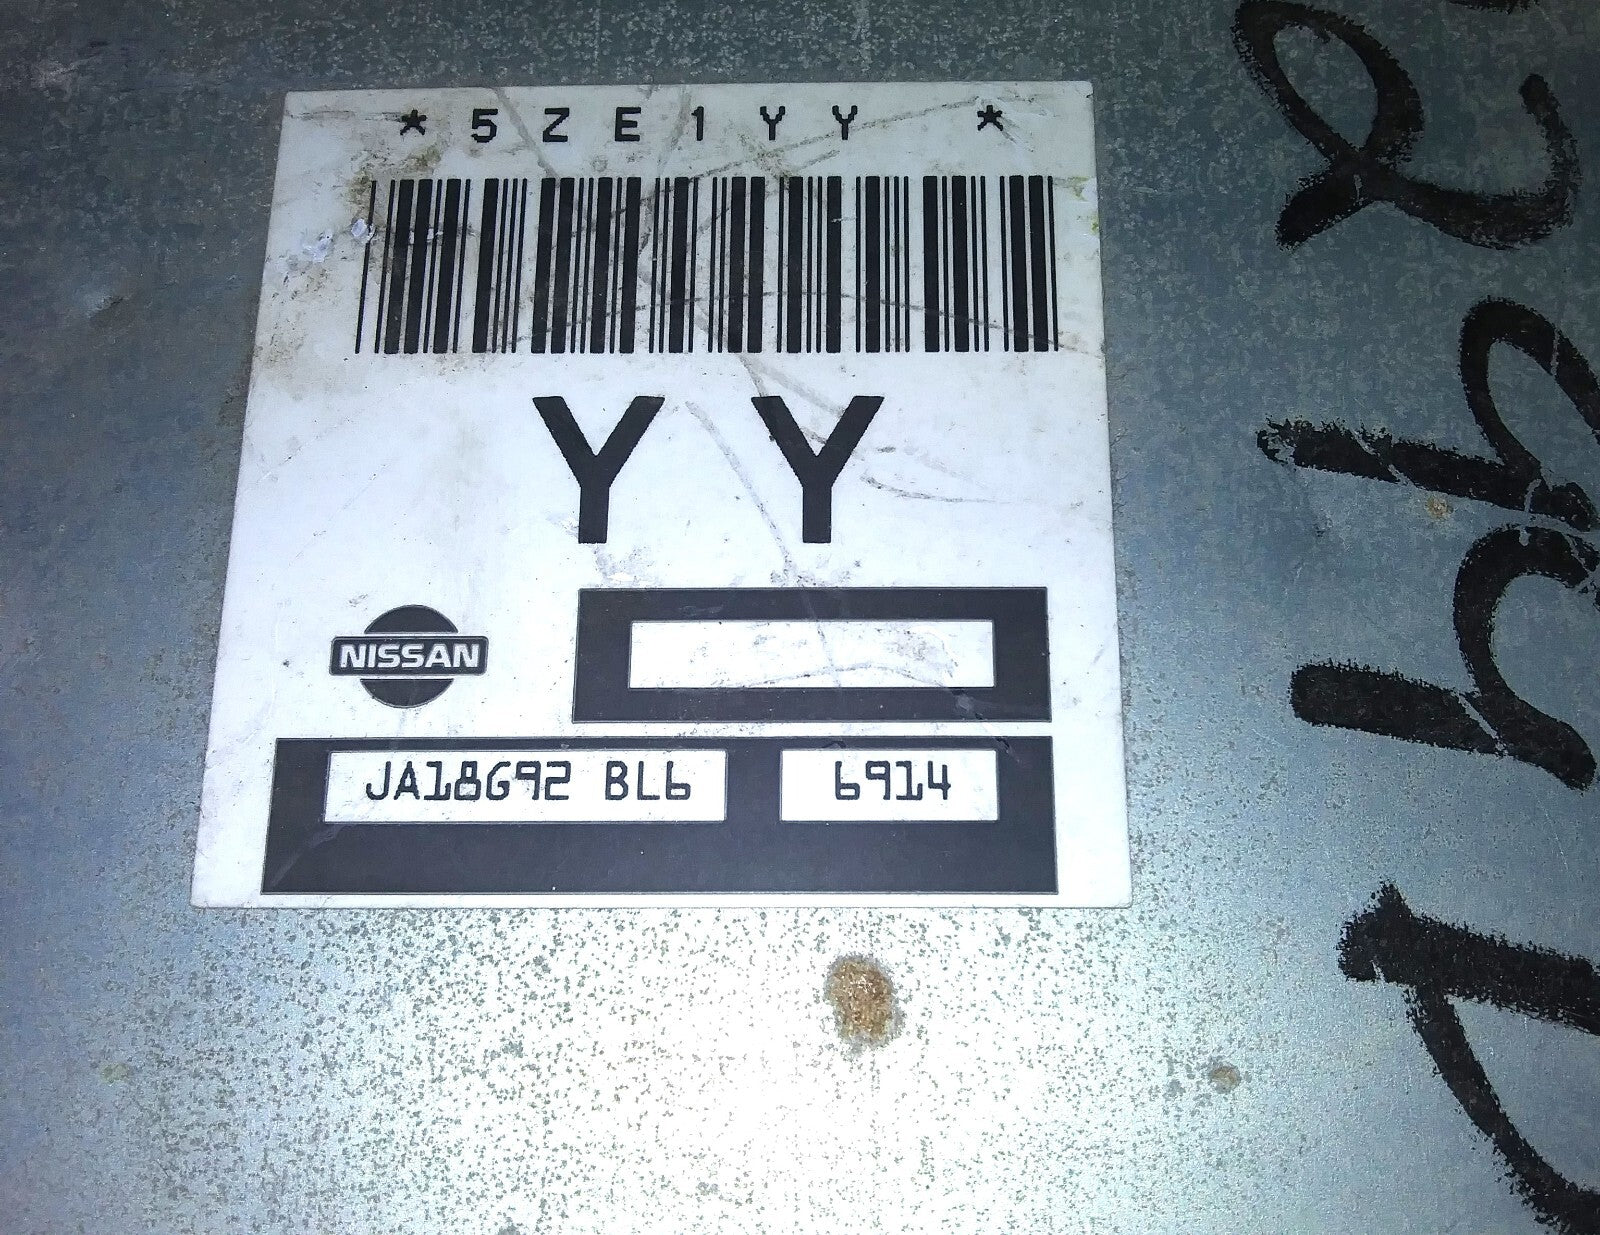 *5ZE1YY *
YY
NISSAN
JA18G92 BL6 6914